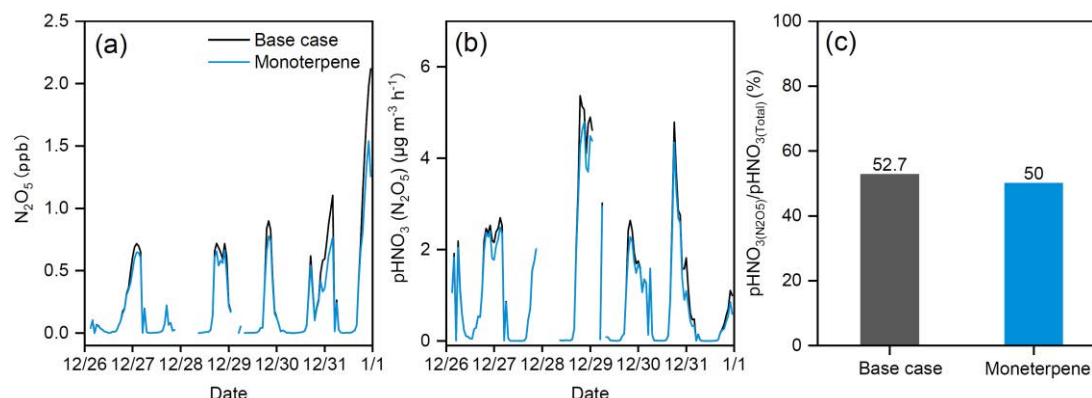 (a)
Base case
Monoterpene
N₂O₅ (ppb)
2.5
2.0
1.5
1.0
0.5
0.0
12/26 12/27 12/28 12/29 12/30 12/31 1/1
Date
(b)
pHNO₃ (N₂O₅) (µg m⁻³ h⁻¹)
6
4
2
0
12/26 12/27 12/28 12/29 12/30 12/31 1/1
Date
(c)
pHNO₃(N2O5)/pHNO₃(Total) (%)
100
80
60
40
20
0
52.7
50
Base case
Moneterpene